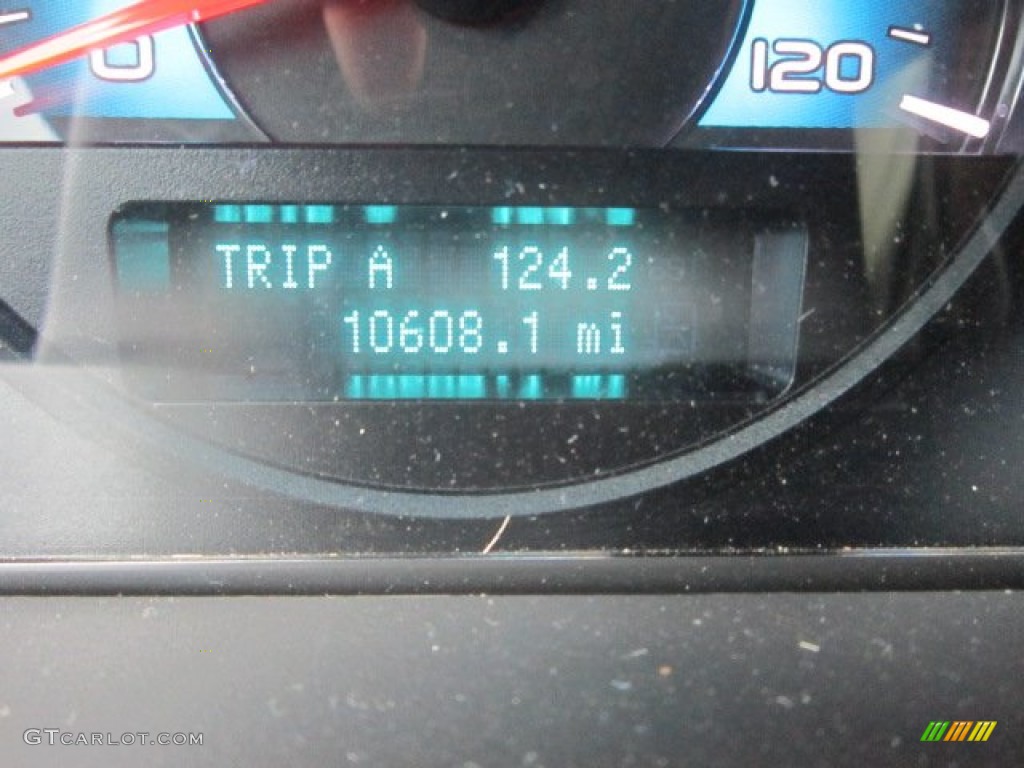 0 120
TRIP A 124.2
10608.1 mi
GTCARLOT.COM